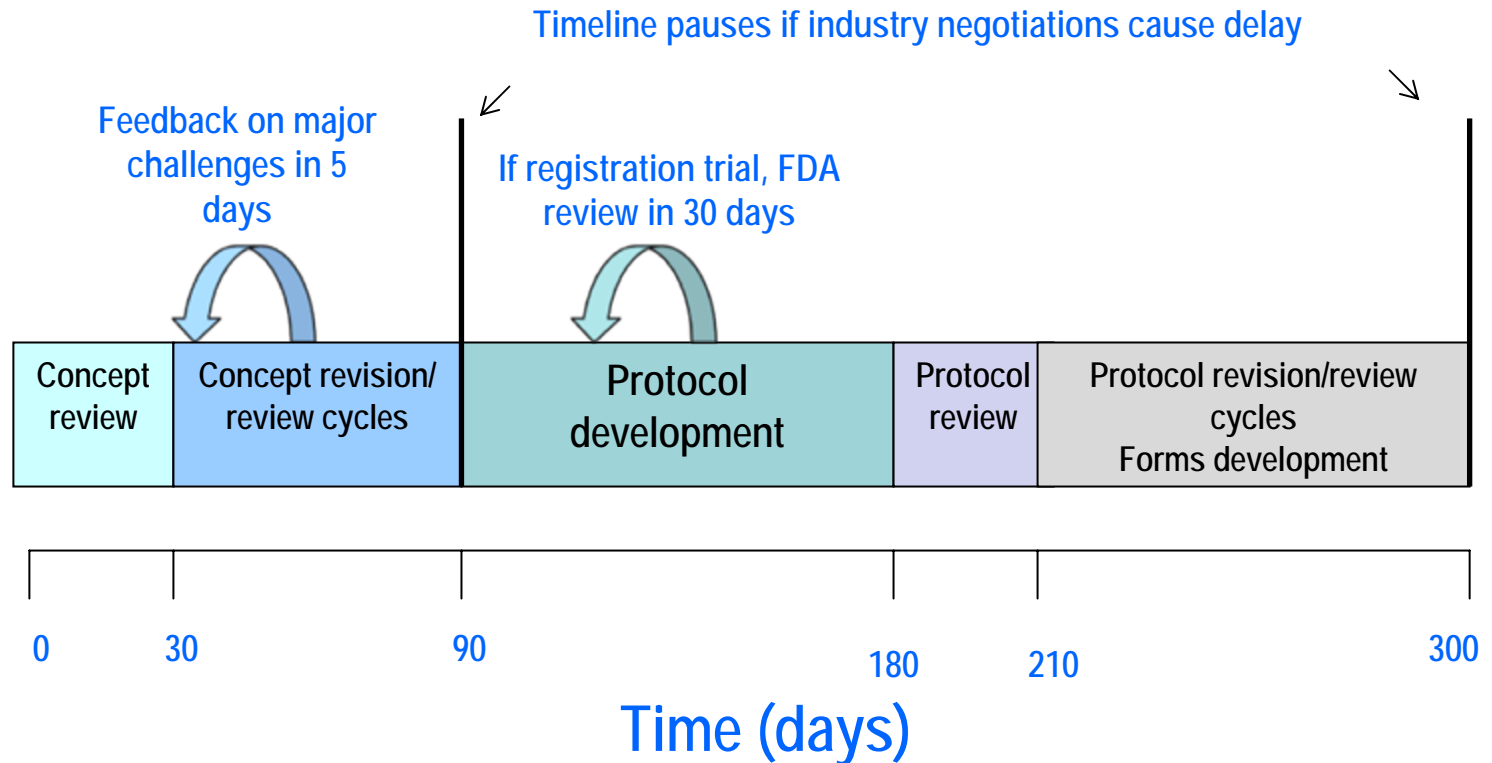 Timeline pauses if industry negotiations cause delay
Feedback on major
challenges in 5
days
If registration trial, FDA
review in 30 days
Concept
review
Concept revision/
review cycles
Protocol
development
Protocol
review
Protocol revision/review
cycles
Forms development
0
30
90
180
210
300
Time (days)